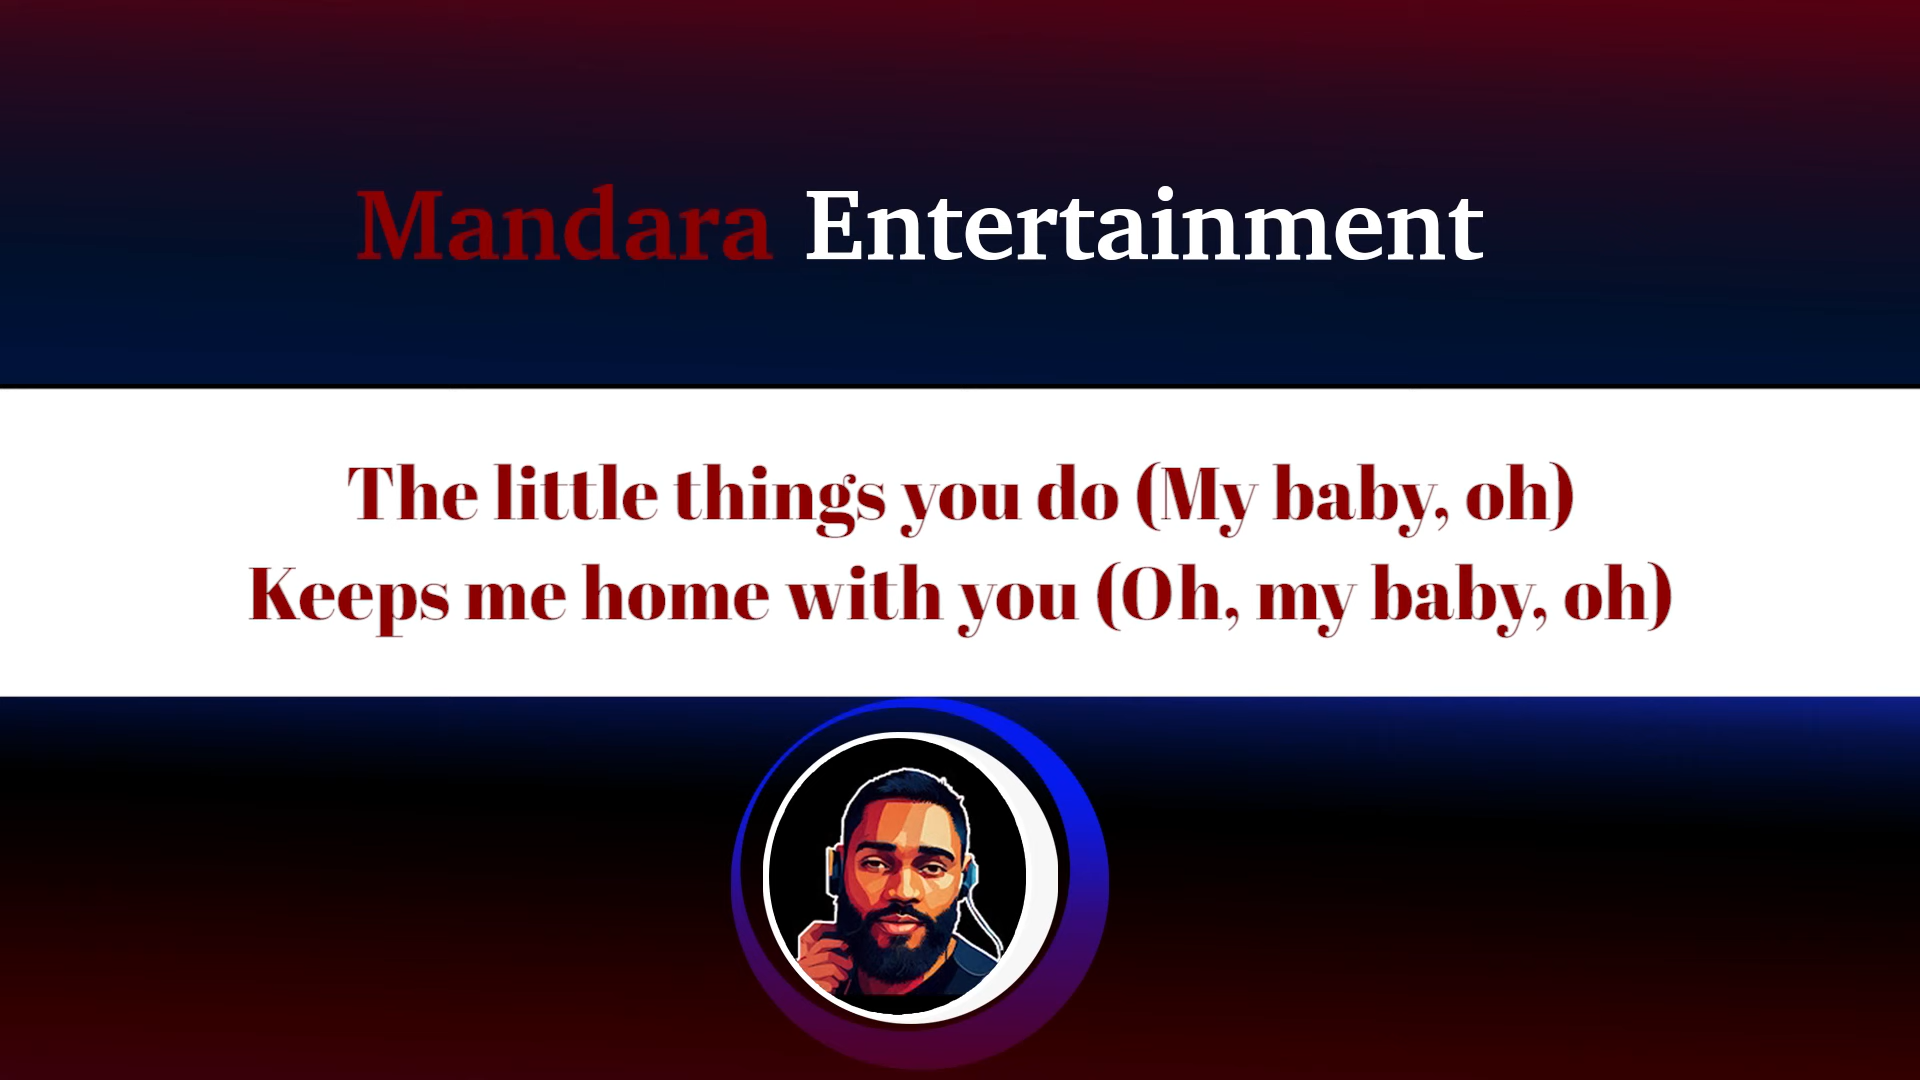 Mandara Entertainment
The little things you do (My baby, oh)
Keeps me home with you (Oh, my baby, oh)